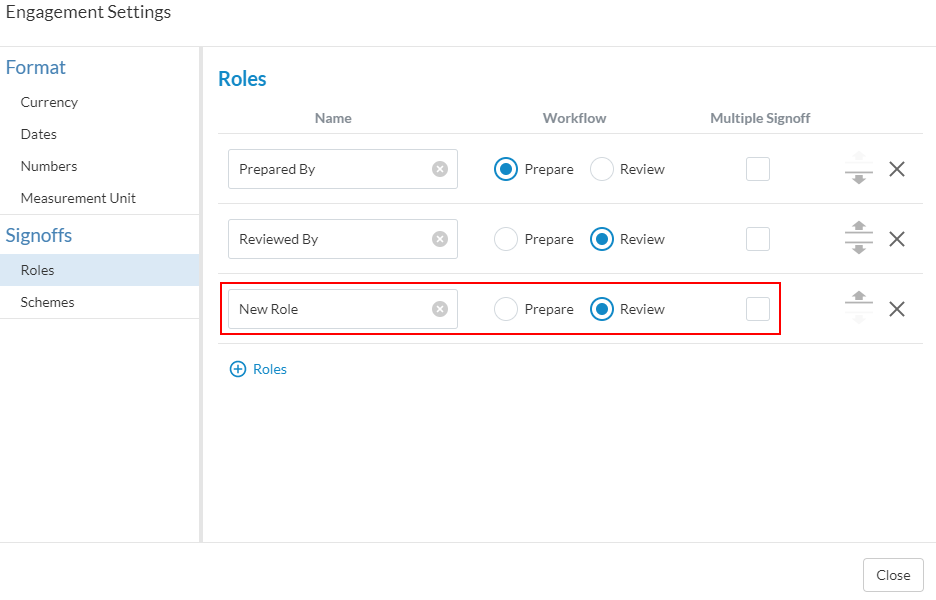 Engagement Settings
Format
Currency
Dates
Numbers
Measurement Unit
Signoffs
Roles
Schemes
Roles
Name Workflow Multiple Signoff
Prepared By Prepare Review
Reviewed By Prepare Review
New Role Prepare Review
Roles
Close